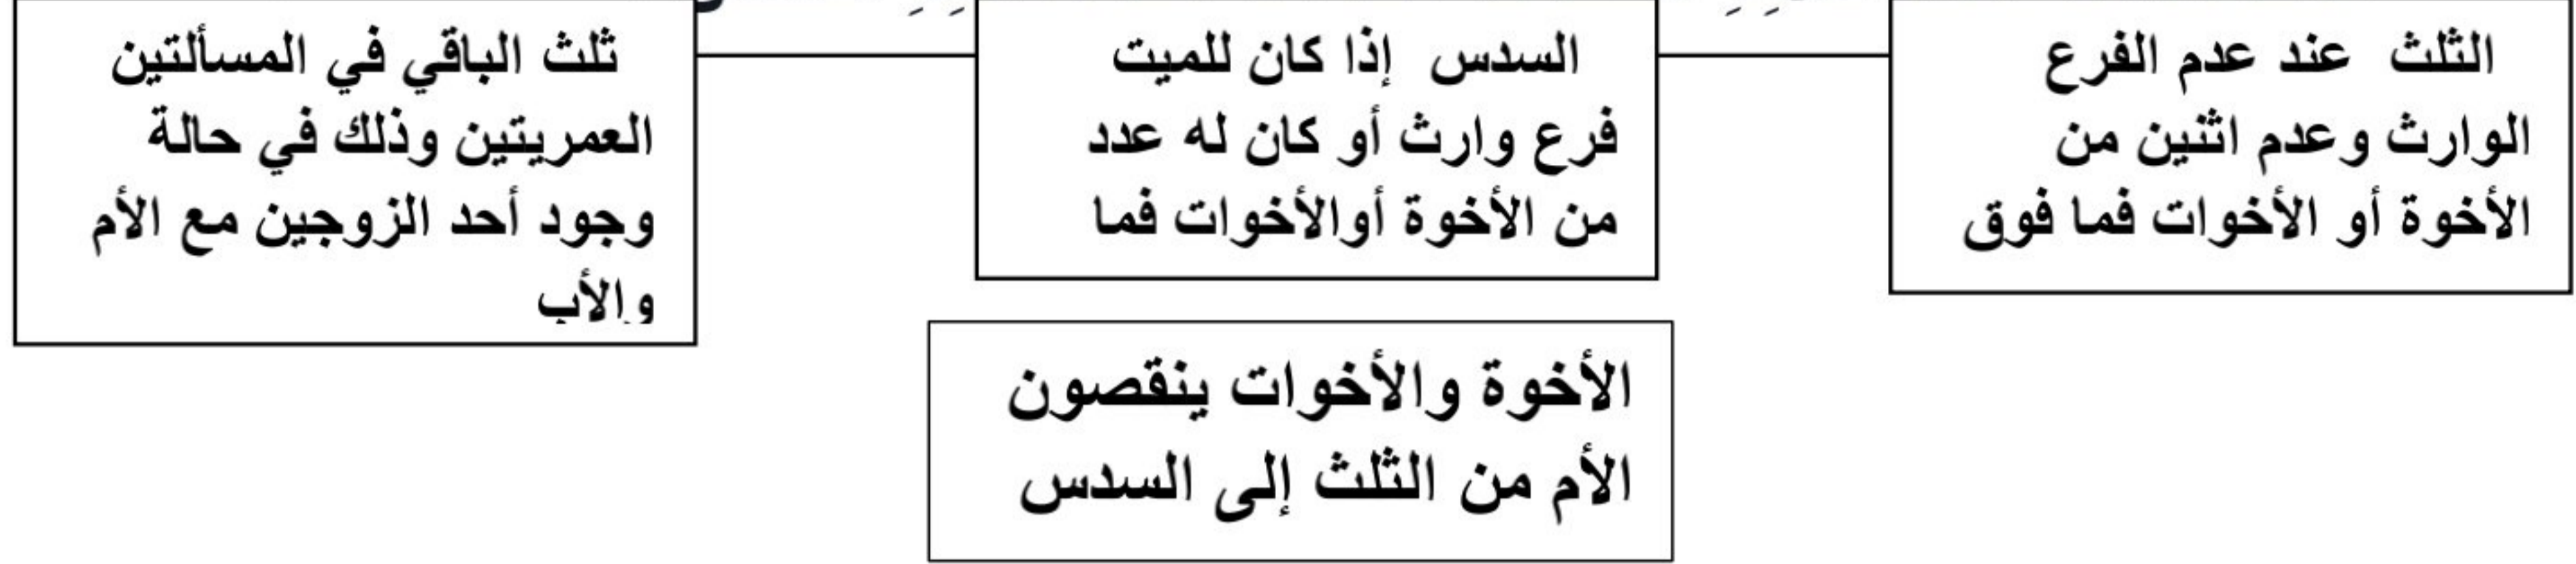 الثلث عند عدم الفرع
الوارث وعدم اثنين من
الأخوة أو الأخوات فما فوق
السدس إذا كان للميت
فرع وارث أو كان له عدد
من الأخوة أوالأخوات فما
ثلث الباقي في المسألتين
العمريتين وذلك في حالة
وجود أحد الزوجين مع الأم
والأب
الأخوة والأخوات ينقصون
الأم من الثلث إلى السدس